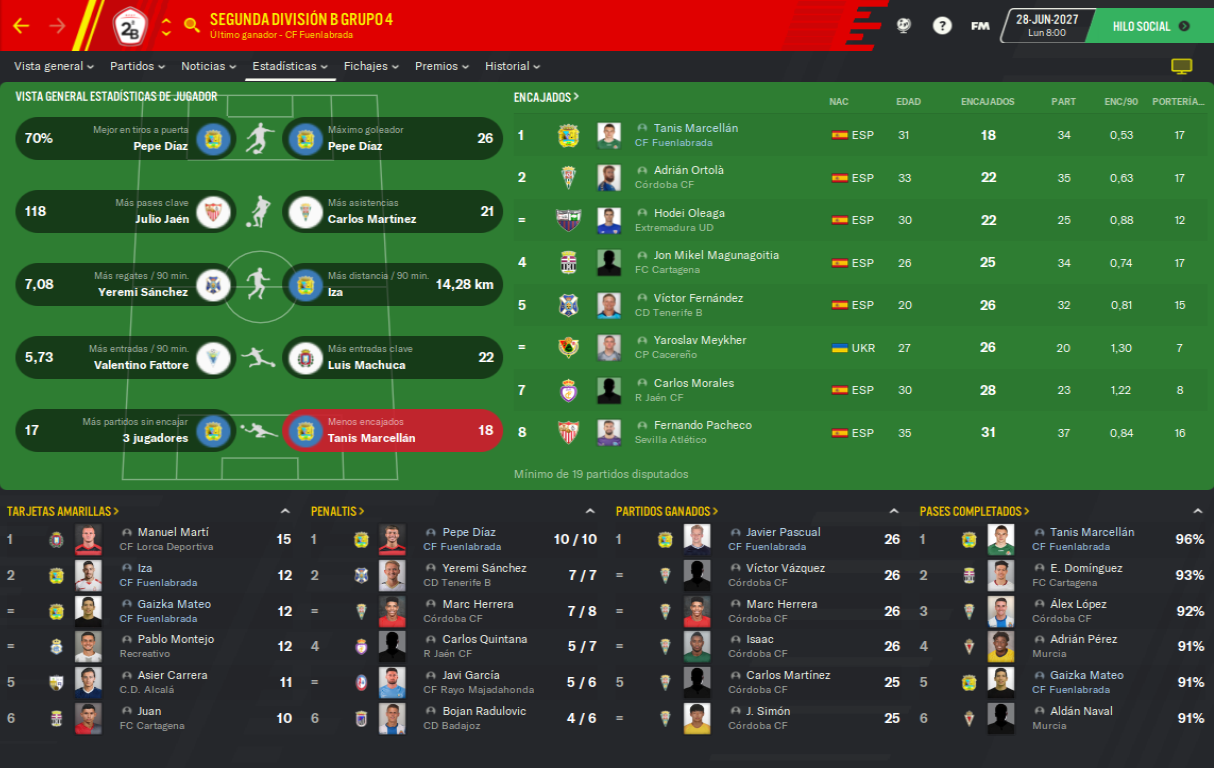 SEGUNDA DIVISIÓN B GRUPO 4
Último ganador - CF Fuenlabrada
2ªB
?
FM
28-JUN-2027
Lun 8:00
HILO SOCIAL
Vista general
Partidos
Noticias
Estadísticas
Fichajes
Premios
Historial
VISTA GENERAL ESTADÍSTICAS DE JUGADOR
70% Mejor en tiros a puerta
Pepe Díaz
Máximo goleador
Pepe Díaz 26
118 Más pases clave
Julio Jaén
Más asistencias
Carlos Martínez 21
7,08 Más regates / 90 min.
Yeremi Sánchez
Más distancia / 90 min.
Iza 14,28 km
5,73 Más entradas / 90 min.
Valentino Fattore
Más entradas clave
Luis Machuca 22
17 Más partidos sin encajar
3 jugadores
Menos encajados
Tanis Marcellán 18
ENCAJADOS NAC EDAD ENCAJADOS PART ENC/90 PORTERÍA...
1 Tanis Marcellán ESP 31 18 34 0,53 17
CF Fuenlabrada
2 Adrián Ortolà ESP 33 22 35 0,63 17
Córdoba CF
= Hodei Oleaga ESP 30 22 25 0,88 12
Extremadura UD
4 Jon Mikel Magunagoitia ESP 26 25 34 0,74 17
FC Cartagena
5 Víctor Fernández ESP 20 26 32 0,81 15
CD Tenerife B
= Yaroslav Meykher UKR 27 26 20 1,30 7
CP Cacereño
7 Carlos Morales ESP 30 28 23 1,22 8
R Jaén CF
8 Fernando Pacheco ESP 35 31 37 0,84 16
Sevilla Atlético
Mínimo de 19 partidos disputados
TARJETAS AMARILLAS
1 Manuel Martí 15
CF Lorca Deportiva
2 Iza 12
CF Fuenlabrada
= Gaizka Mateo 12
CF Fuenlabrada
= Pablo Montejo 12
Recreativo
5 Asier Carrera 11
C.D. Alcalá
6 Juan 10
FC Cartagena
PENALTIS
1 Pepe Díaz 10 / 10
CF Fuenlabrada
2 Yeremi Sánchez 7 / 7
CD Tenerife B
= Marc Herrera 7 / 8
Córdoba CF
4 Carlos Quintana 5 / 7
R Jaén CF
= Javi García 5 / 6
CF Rayo Majadahonda
6 Bojan Radulovic 4 / 6
CD Badajoz
PARTIDOS GANADOS
1 Javier Pascual 26
CF Fuenlabrada
= Víctor Vázquez 26
Córdoba CF
= Marc Herrera 26
Córdoba CF
= Isaac 26
Córdoba CF
5 Carlos Martínez 25
Córdoba CF
= J. Simón 25
Córdoba CF
PASES COMPLETADOS
1 Tanis Marcellán 96%
CF Fuenlabrada
2 E. Domínguez 93%
FC Cartagena
3 Álex López 92%
Córdoba CF
4 Adrián Pérez 91%
Murcia
5 Gaizka Mateo 91%
CF Fuenlabrada
6 Aldán Naval 91%
Murcia